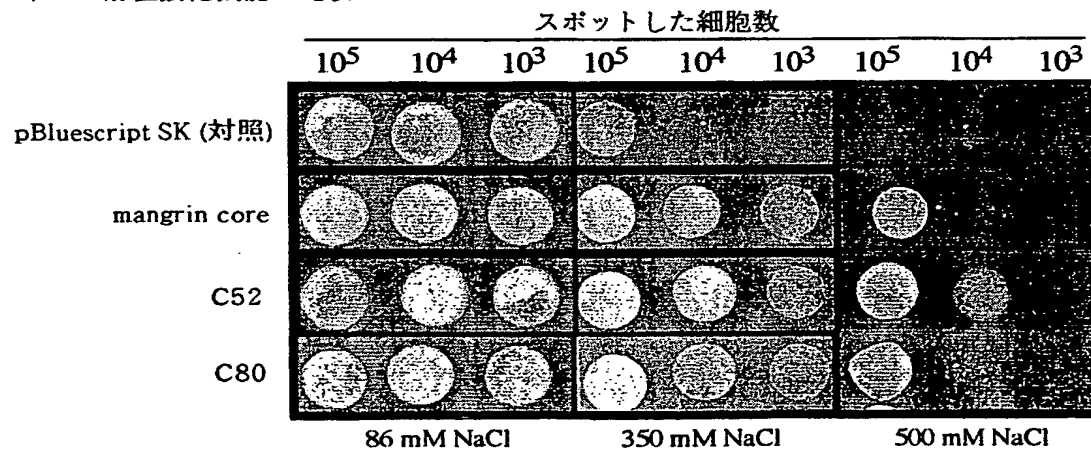 スポットした細胞数
10⁵ 10⁴ 10³ 10⁵ 10⁴ 10³ 10⁵ 10⁴ 10³
pBluescript SK (対照)
mangrin core
C52
C80
86 mM NaCl 350 mM NaCl 500 mM NaCl